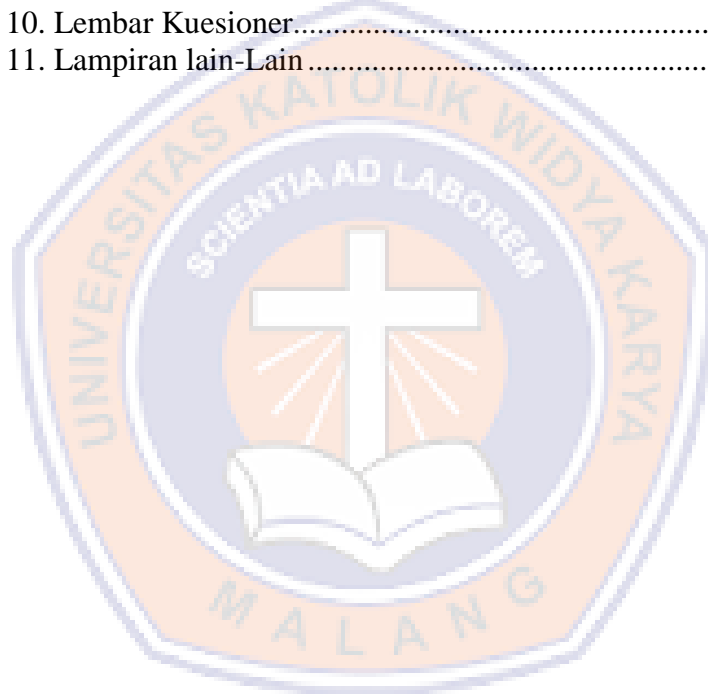 10. Lembar Kuesioner..................................................
11. Lampiran lain-Lain ................................................
UNIVERSITAS KATOLIK WIDYA KARYA
SCIENTIA AD LABOREM
MALANG